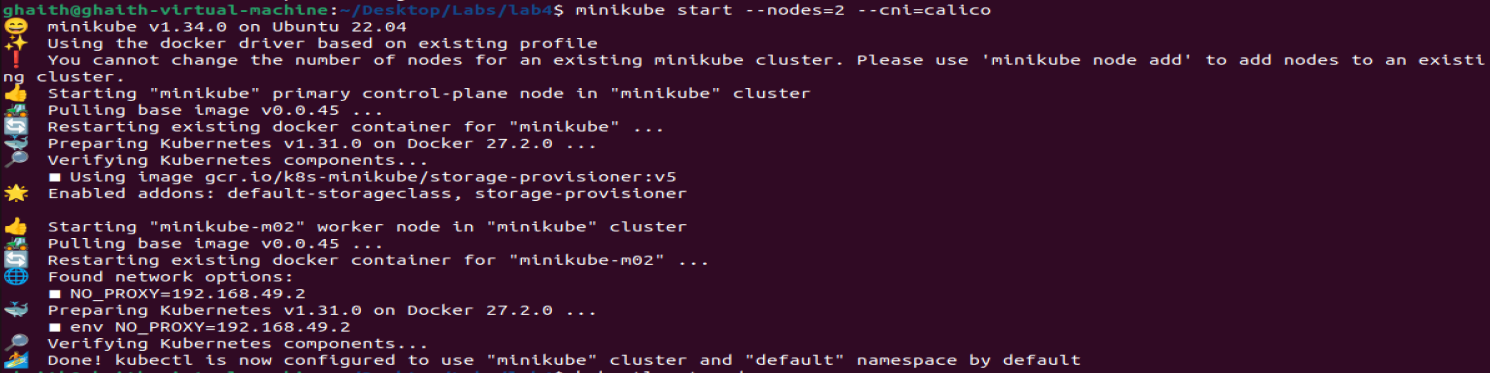 ghaith@ghaith-virtual-machine:~/Desktop/Labs/lab4$ minikube start --nodes=2 --cni=calico
😄  minikube v1.34.0 on Ubuntu 22.04
✨  Using the docker driver based on existing profile
❗  You cannot change the number of nodes for an existing minikube cluster. Please use 'minikube node add' to add nodes to an existi
ng cluster.
👍  Starting "minikube" primary control-plane node in "minikube" cluster
🚜  Pulling base image v0.0.45 ...
🔄  Restarting existing docker container for "minikube" ...
🐳  Preparing Kubernetes v1.31.0 on Docker 27.2.0 ...
🔎  Verifying Kubernetes components...
    ▪ Using image gcr.io/k8s-minikube/storage-provisioner:v5
🌟  Enabled addons: default-storageclass, storage-provisioner
👍  Starting "minikube-m02" worker node in "minikube" cluster
🚜  Pulling base image v0.0.45 ...
🔄  Restarting existing docker container for "minikube-m02" ...
🌐  Found network options:
    ▪ NO_PROXY=192.168.49.2
🐳  Preparing Kubernetes v1.31.0 on Docker 27.2.0 ...
    ▪ env NO_PROXY=192.168.49.2
🔎  Verifying Kubernetes components...
🏄  Done! kubectl is now configured to use "minikube" cluster and "default" namespace by default